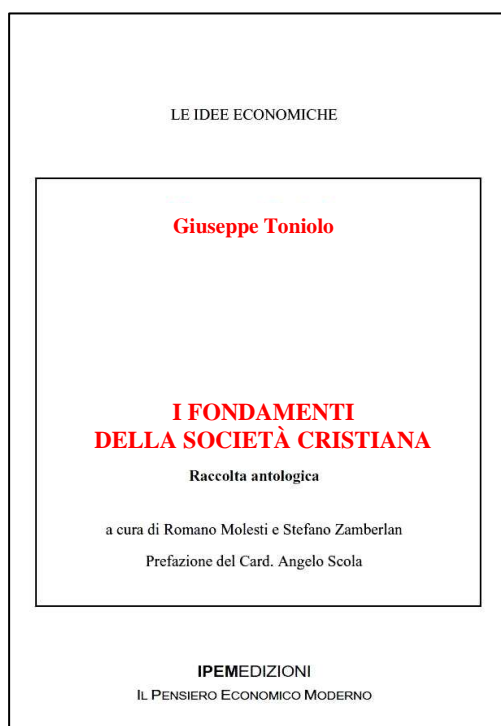 LE IDEE ECONOMICHE
Giuseppe Toniolo
I FONDAMENTI
DELLA SOCIETÀ CRISTIANA
Raccolta antologica
a cura di Romano Molesti e Stefano Zamberlan
Prefazione del Card. Angelo Scola
IPEMEDIZIONI
IL PENSIERO ECONOMICO MODERNO